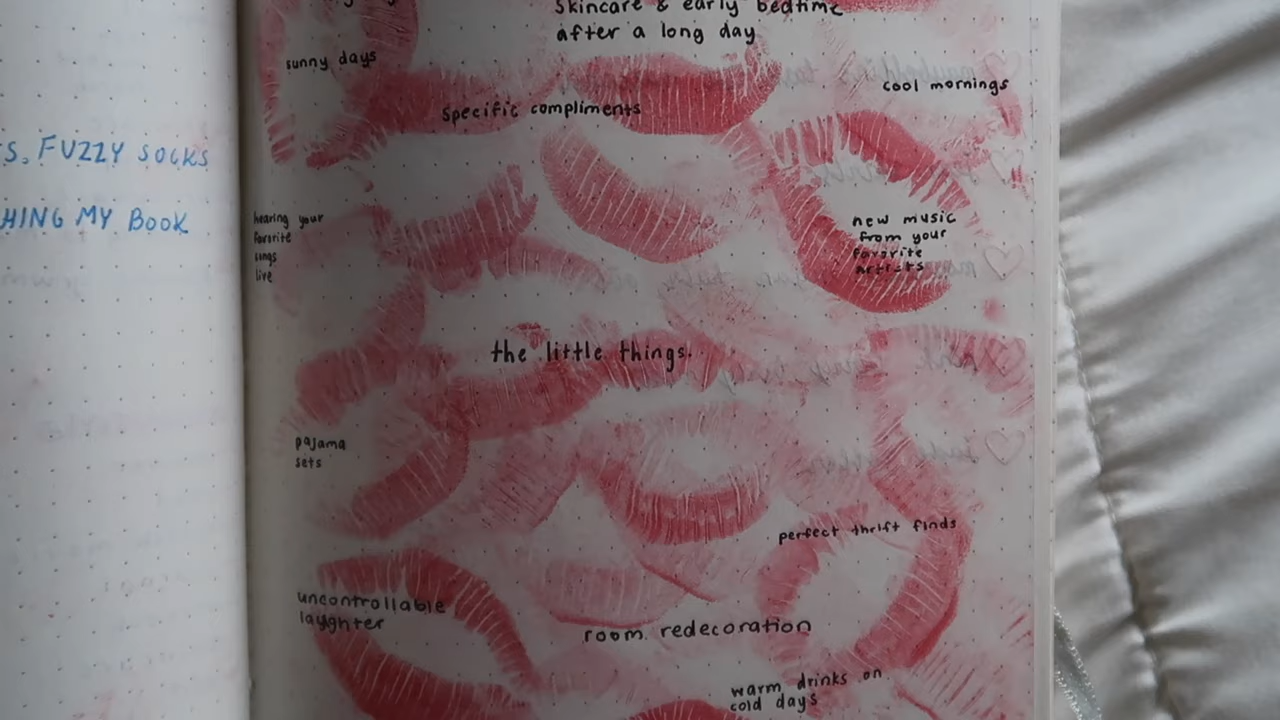 Skincare & early bedtime
after a long day
sunny days
cool mornings
specific compliments
S. FUZZY SOCKS
HING MY BOOK
hearing your
favorite
songs
live
new music
from your
favorite
artists
the little things.
pajama
sets
perfect thrift finds
uncontrollable
laughter
room redecoration
warm drinks on
cold days